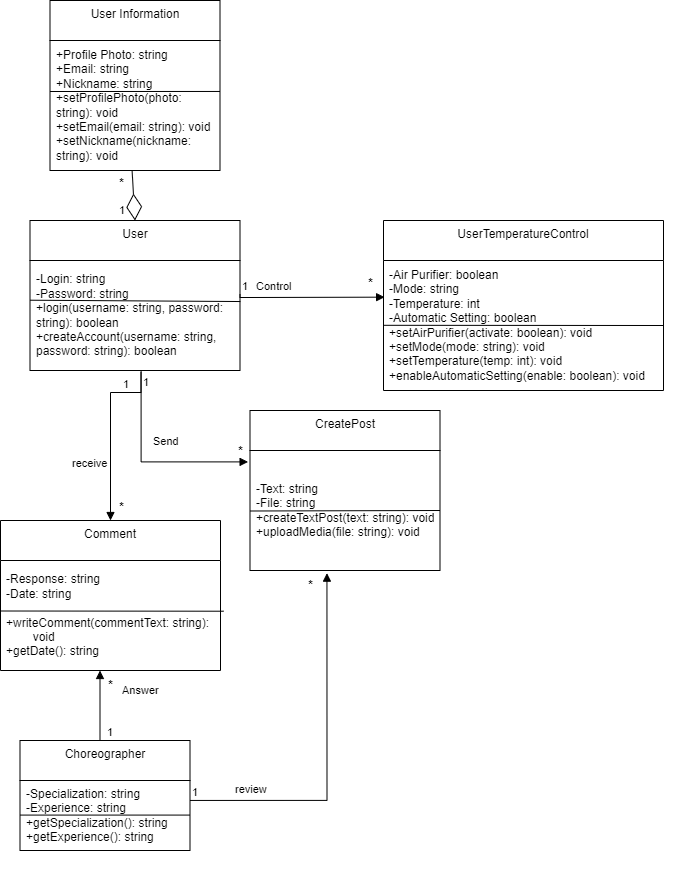 User Information
+Profile Photo: string
+Email: string
+Nickname: string
+setProfilePhoto(photo:
string): void
+setEmail(email: string): void
+setNickname(nickname:
string): void
*
1
User
-Login: string
-Password: string
+login(username: string, password:
string): boolean
+createAccount(username: string,
password: string): boolean
1 Control
*
UserTemperatureControl
-Air Purifier: boolean
-Mode: string
-Temperature: int
-Automatic Setting: boolean
+setAirPurifier(activate: boolean): void
+setMode(mode: string): void
+setTemperature(temp: int): void
+enableAutomaticSetting(enable: boolean): void
1
1
Send
*
receive
*
CreatePost
-Text: string
-File: string
+createTextPost(text: string): void
+uploadMedia(file: string): void
*
Comment
-Response: string
-Date: string
+writeComment(commentText: string):
void
+getDate(): string
*
Answer
1
Choreographer
-Specialization: string
-Experience: string
+getSpecialization(): string
+getExperience(): string
1
review